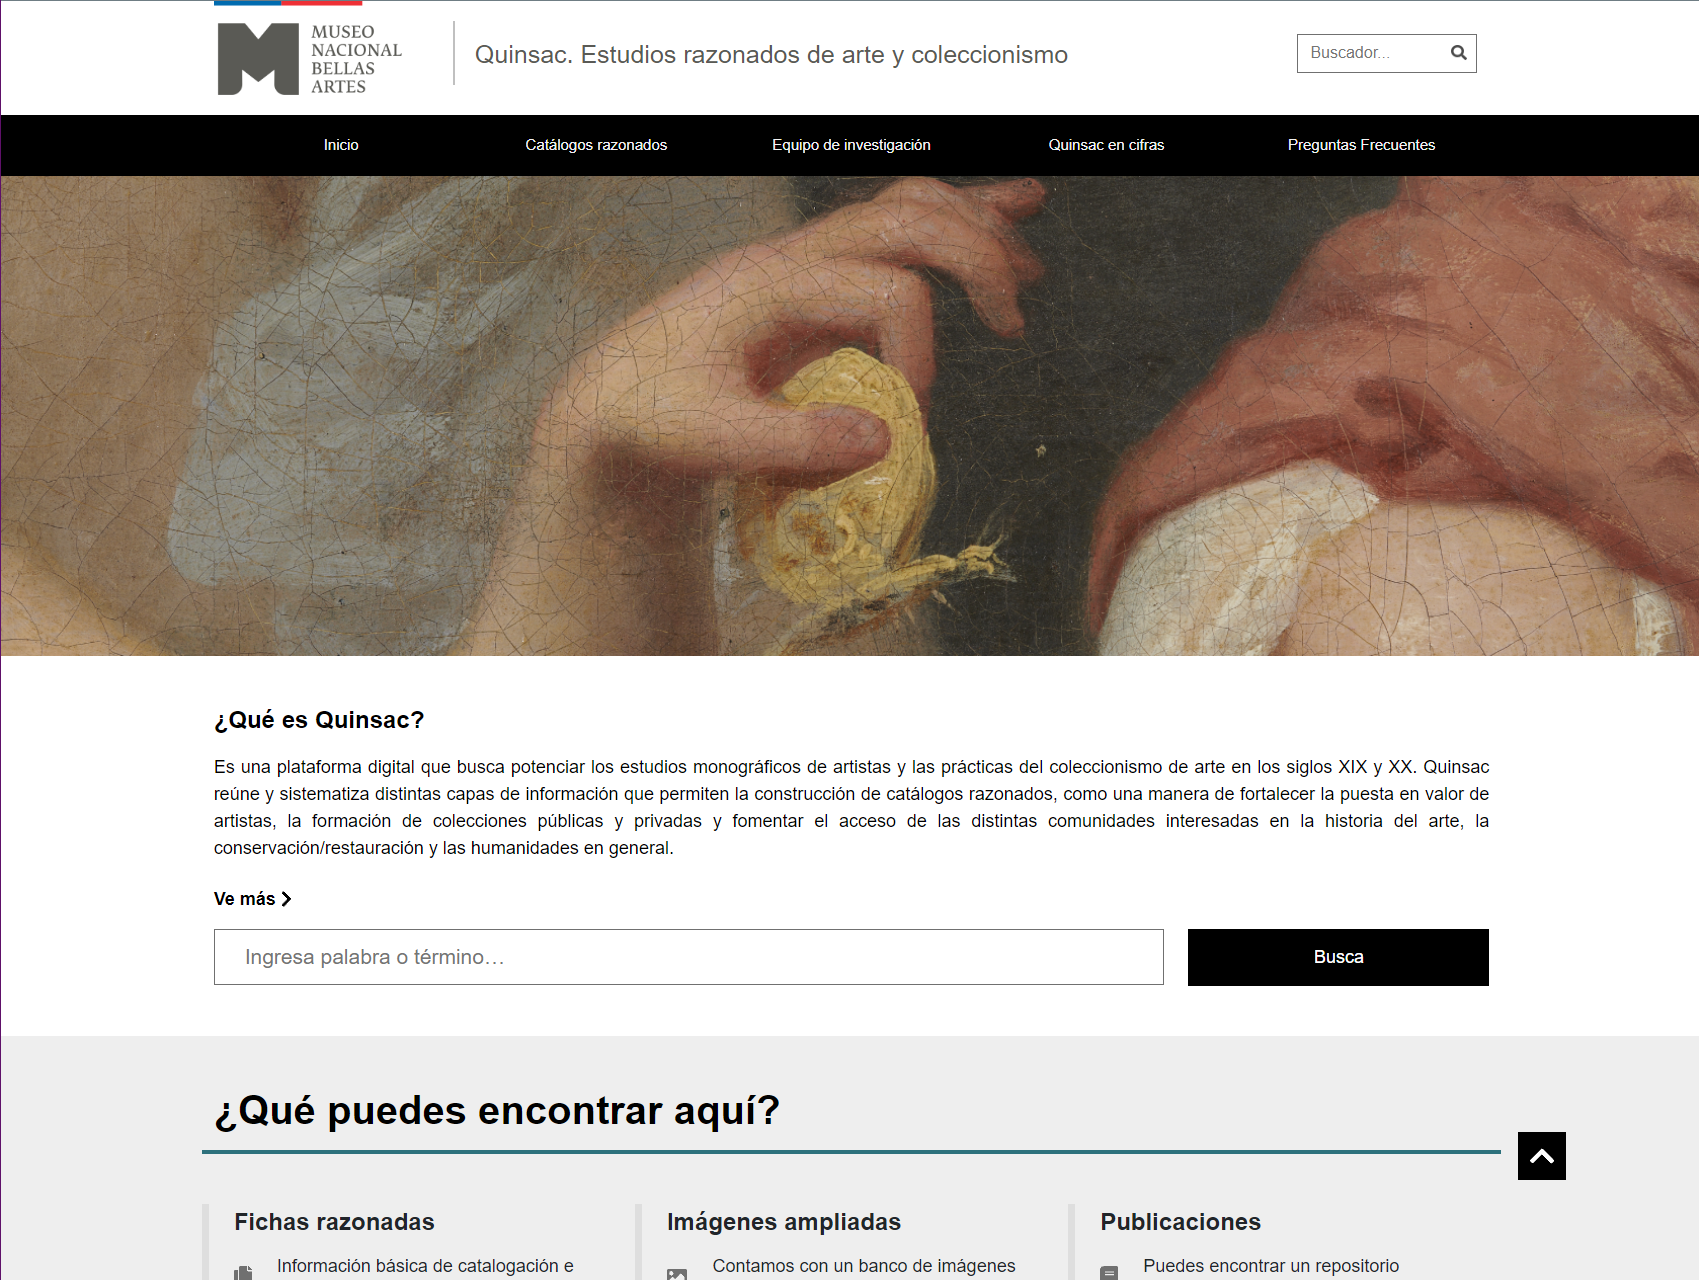 MUSEO
NACIONAL
BELLAS
ARTES
Quinsac. Estudios razonados de arte y coleccionismo
Buscador...
Inicio
Catálogos razonados
Equipo de investigación
Quinsac en cifras
Preguntas Frecuentes
¿Qué es Quinsac?
Es una plataforma digital que busca potenciar los estudios monográficos de artistas y las prácticas del coleccionismo de arte en los siglos XIX y XX. Quinsac
reúne y sistematiza distintas capas de información que permiten la construcción de catálogos razonados, como una manera de fortalecer la puesta en valor de
artistas, la formación de colecciones públicas y privadas y fomentar el acceso de las distintas comunidades interesadas en la historia del arte, la
conservación/restauración y las humanidades en general.
Ve más
Ingresa palabra o término…
Busca
¿Qué puedes encontrar aquí?
Fichas razonadas
Información básica de catalogación e
Imágenes ampliadas
Contamos con un banco de imágenes
Publicaciones
Puedes encontrar un repositorio